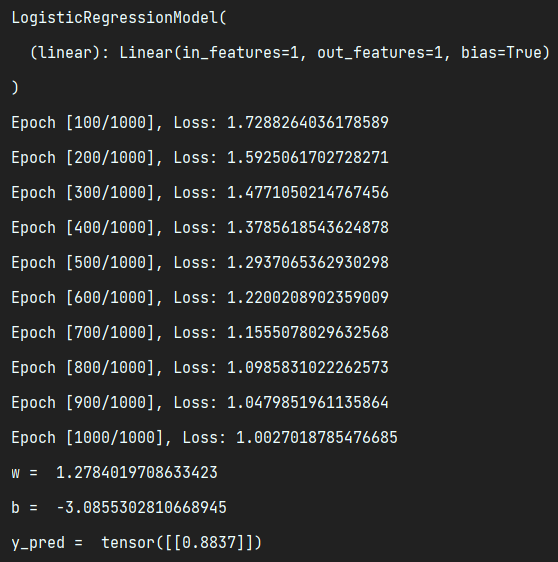 LogisticRegressionModel(
  (linear): Linear(in_features=1, out_features=1, bias=True)
)
Epoch [100/1000], Loss: 1.7288264036178589
Epoch [200/1000], Loss: 1.5925061702728271
Epoch [300/1000], Loss: 1.4771050214767456
Epoch [400/1000], Loss: 1.3785618543624878
Epoch [500/1000], Loss: 1.2937065362930298
Epoch [600/1000], Loss: 1.2200208902359009
Epoch [700/1000], Loss: 1.1555078029632568
Epoch [800/1000], Loss: 1.0985831022262573
Epoch [900/1000], Loss: 1.0479851961135864
Epoch [1000/1000], Loss: 1.0027018785476685
w =  1.2784019708633423
b =  -3.0855302810668945
y_pred =  tensor([[0.8837]])